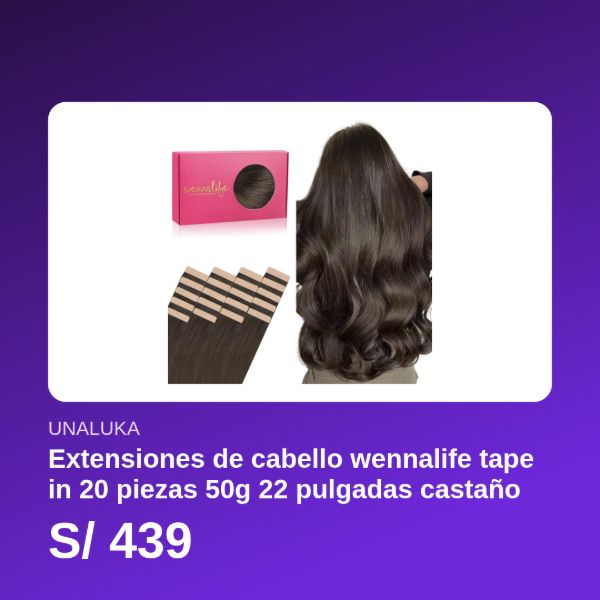 wennalife
UNALUKA
Extensiones de cabello wennalife tape
in 20 piezas 50g 22 pulgadas castaño
S/ 439